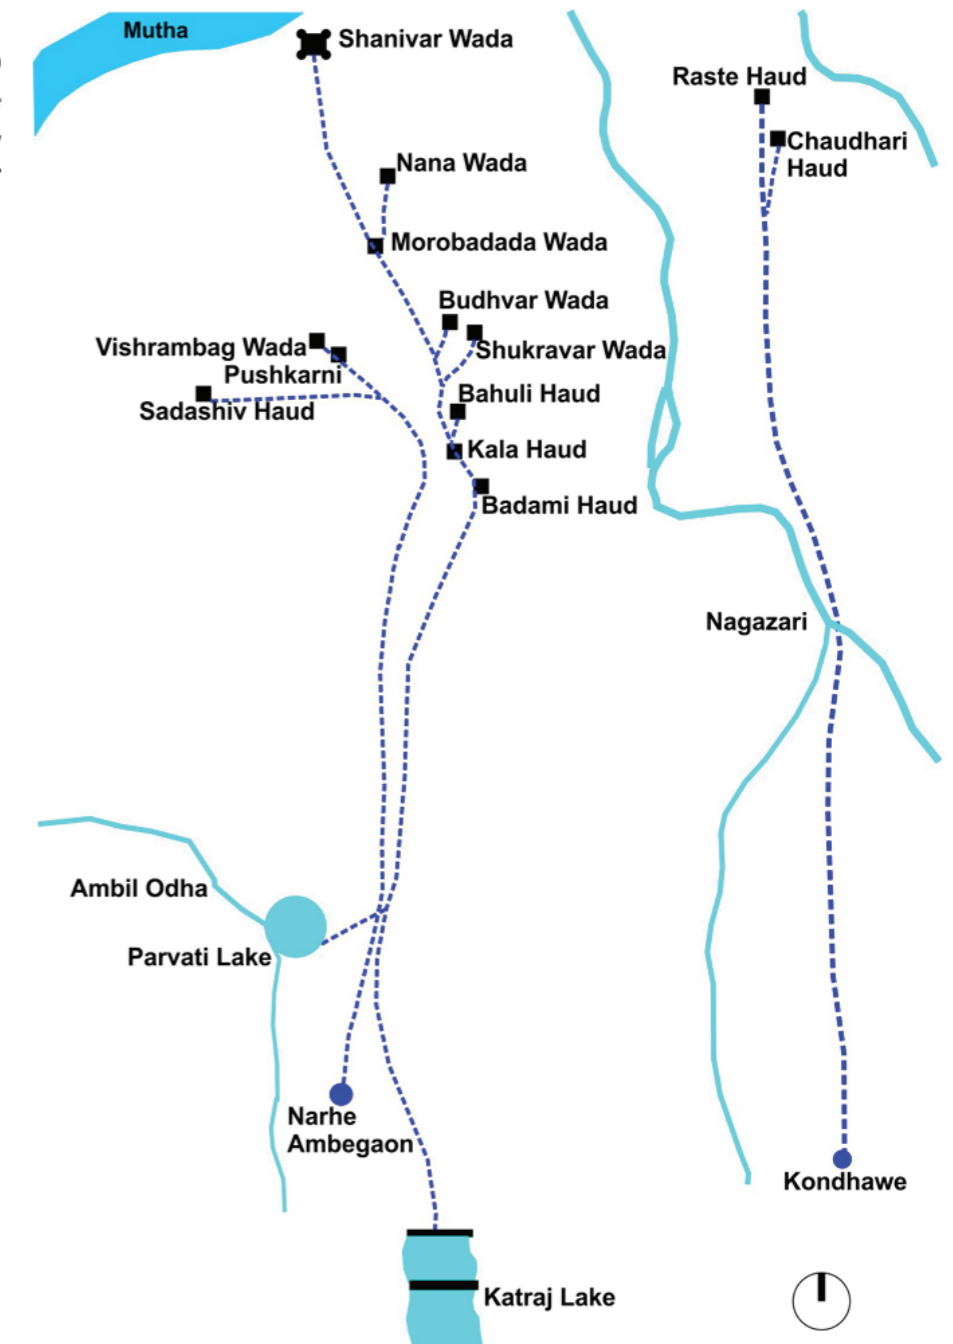 Mutha
Shanivar Wada
Raste Haud
Chaudhari
Haud
Nana Wada
Morobadada Wada
Budhvar Wada
Vishrambag Wada
Shukravar Wada
Pushkarni
Bahuli Haud
Sadashiv Haud
Kala Haud
Badami Haud
Nagazari
Ambil Odha
Parvati Lake
Narhe
Ambegaon
Kondhawe
Katraj Lake